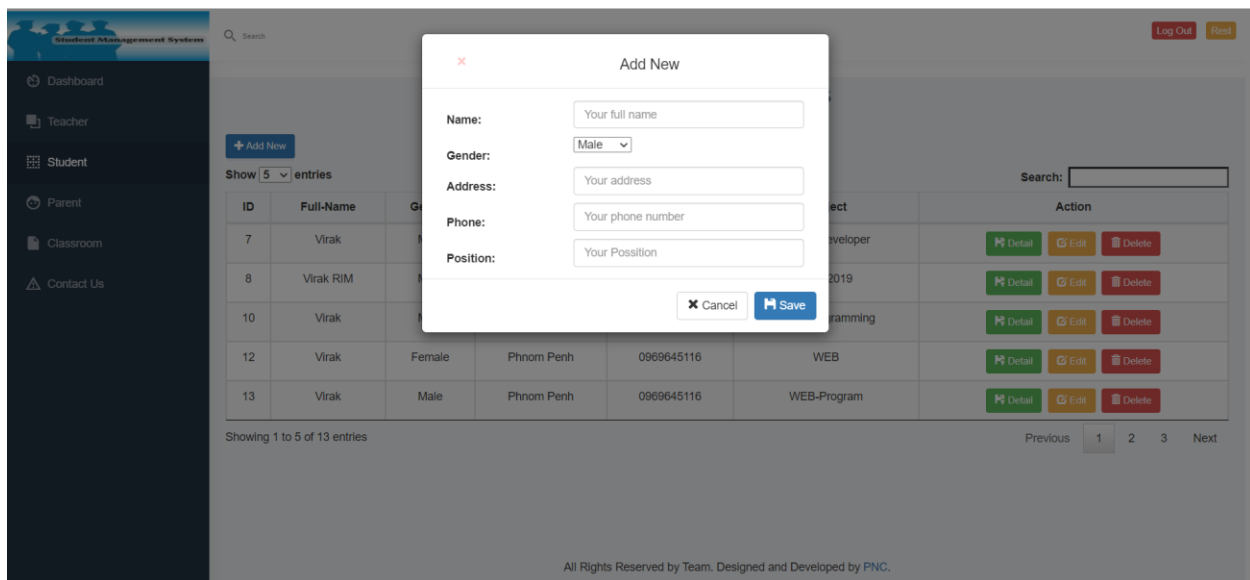 Student Management System
Search
Log Out Rest
Dashboard
Teacher
Student
Parent
Classroom
Contact Us
× Add New
Name: Your full name
Gender: Male
Address: Your address
Phone: Your phone number
Position: Your Possition
Cancel Save
Add New
Show 5 entries
Search:
ID Full-Name Action
7 Virak Detail Edit Delete
8 Virak RIM 2019 Detail Edit Delete
10 Virak Detail Edit Delete
12 Virak Female Phnom Penh 0969645116 WEB Detail Edit Delete
13 Virak Male Phnom Penh 0969645116 WEB-Program Detail Edit Delete
Showing 1 to 5 of 13 entries
Previous 1 2 3 Next
All Rights Reserved by Team. Designed and Developed by PNC.